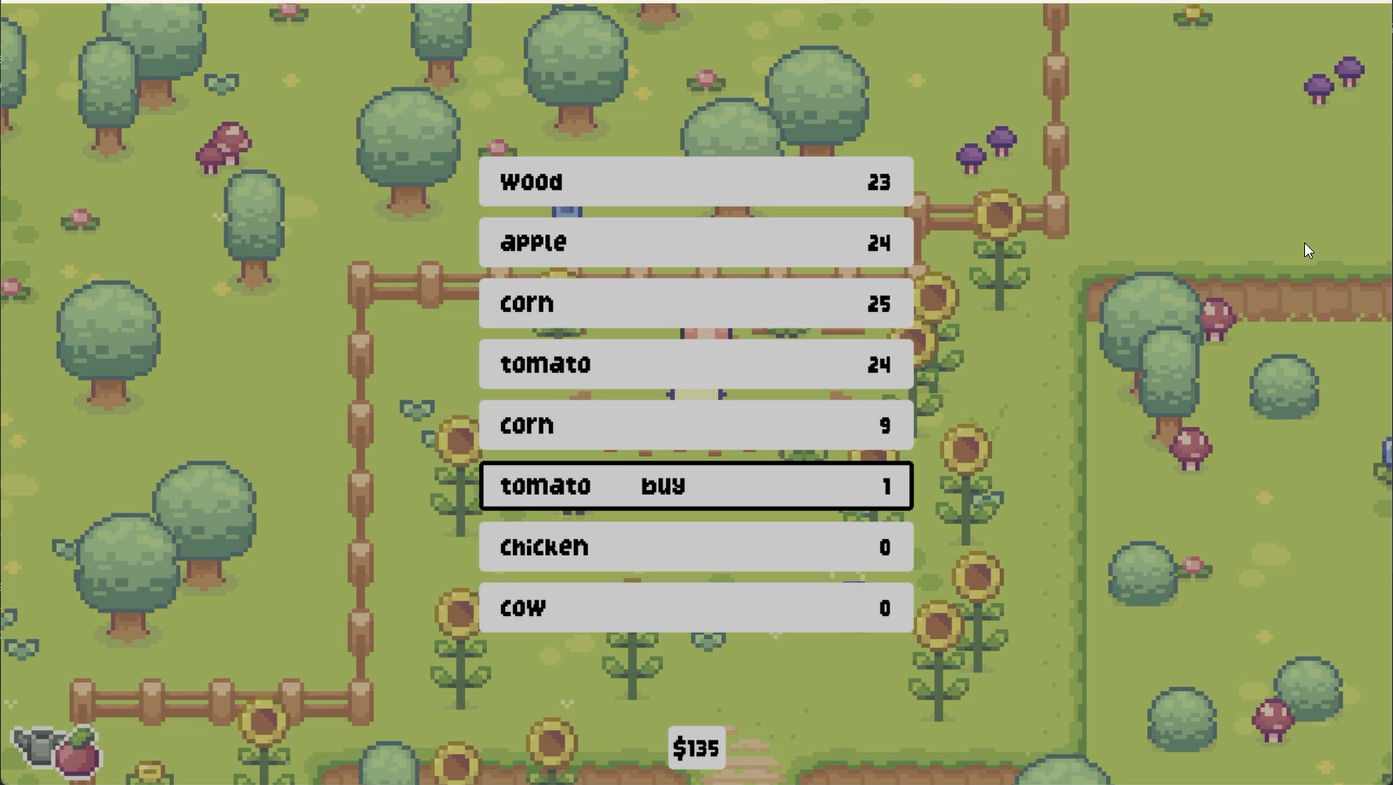 wood 23
apple 24
corn 25
tomato 24
corn 9
tomato buy 1
chicken 0
cow 0
$135